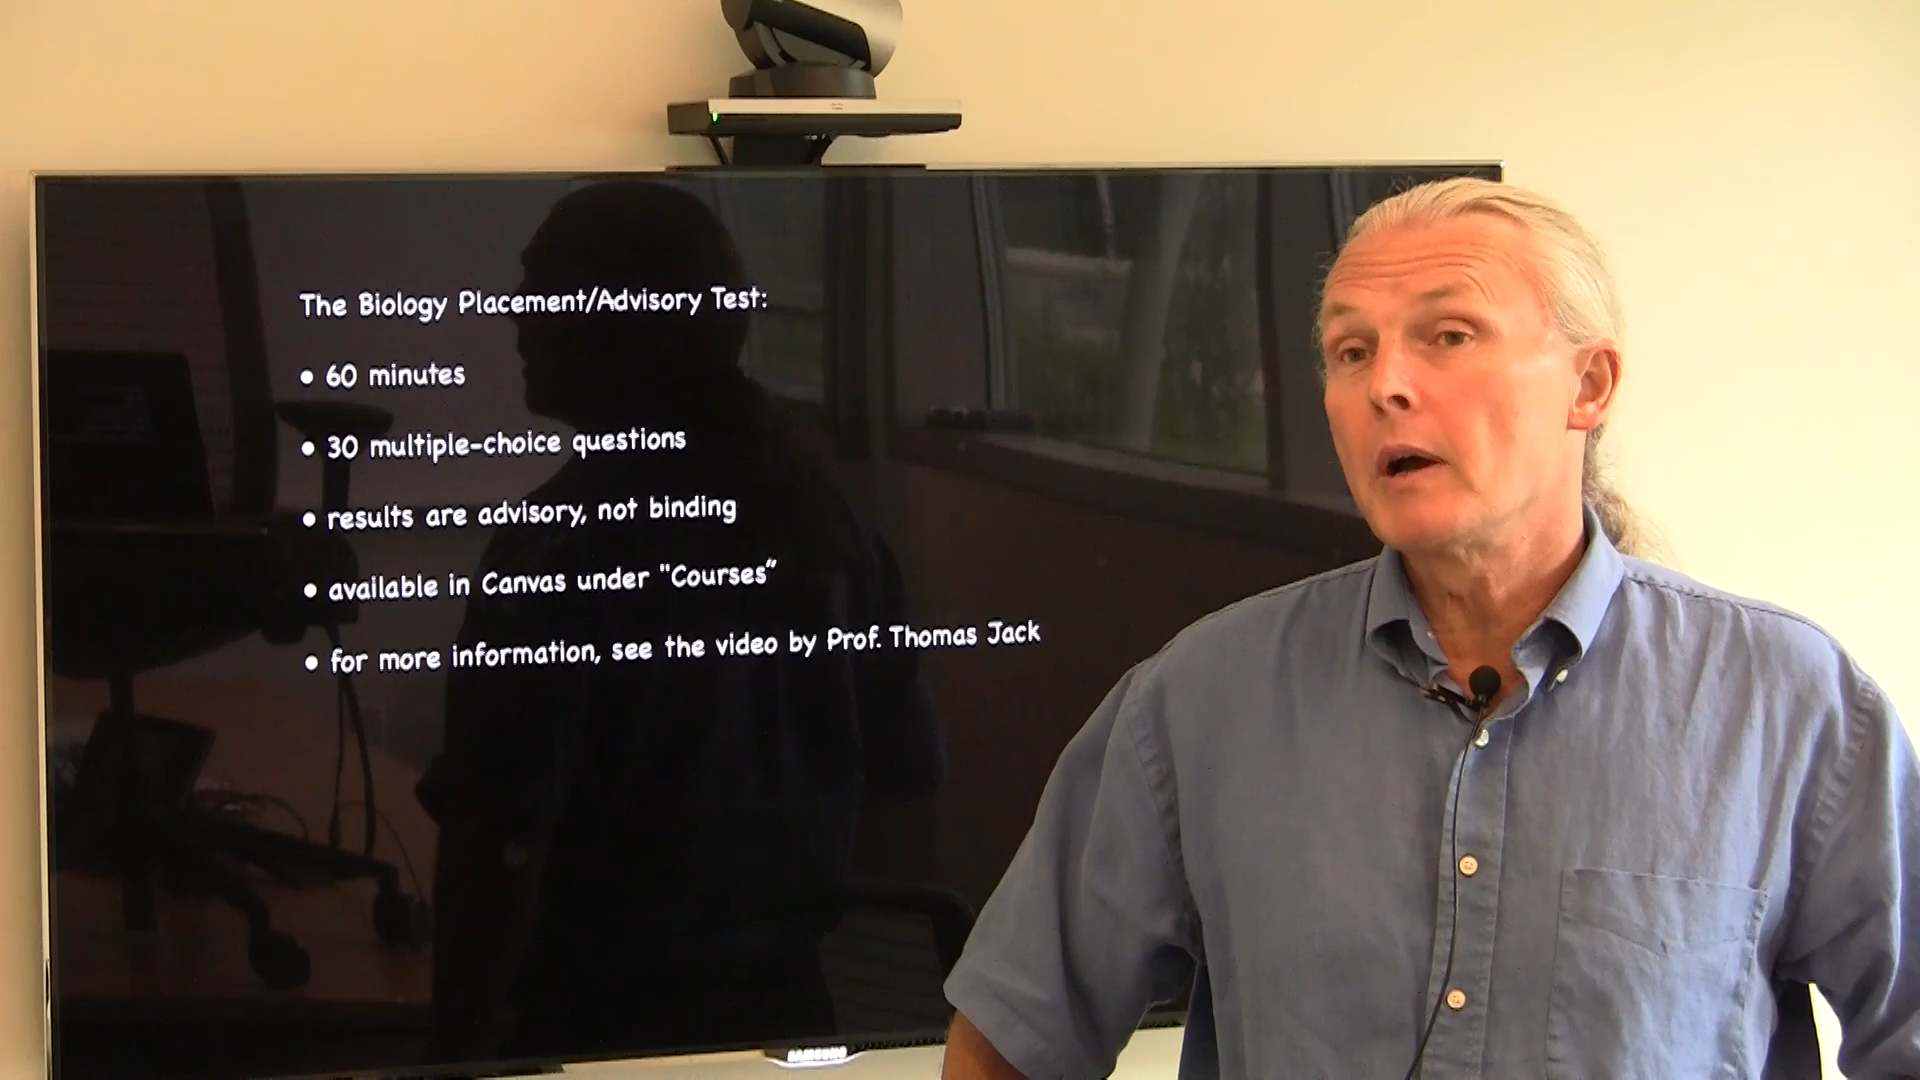 The Biology Placement/Advisory Test:
• 60 minutes
• 30 multiple-choice questions
• results are advisory, not binding
• available in Canvas under "Courses”
• for more information, see the video by Prof. Thomas Jack
SAMSUNG